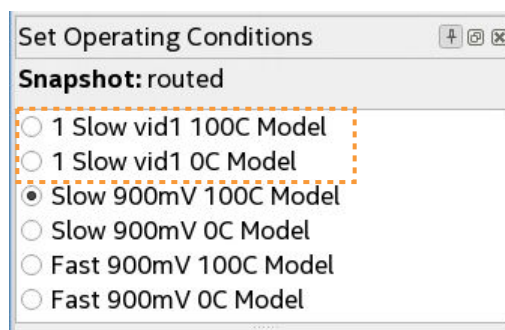 Set Operating Conditions
Snapshot: routed
1 Slow vid1 100C Model
1 Slow vid1 0C Model
Slow 900mV 100C Model
Slow 900mV 0C Model
Fast 900mV 100C Model
Fast 900mV 0C Model